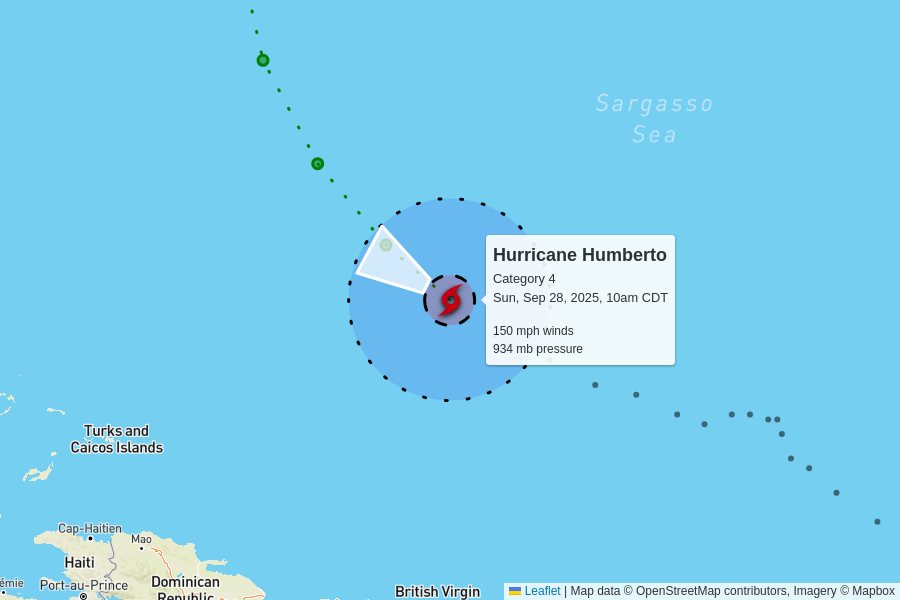 Sargasso
Sea
Hurricane Humberto
Category 4
Sun, Sep 28, 2025, 10am CDT
150 mph winds
934 mb pressure
Turks and
Caicos Islands
Cap-Haitien
Mao
Haiti
émie
Port-au-Prince
Dominican
Republic
British Virgin
Leaflet | Map data © OpenStreetMap contributors, Imagery © Mapbox